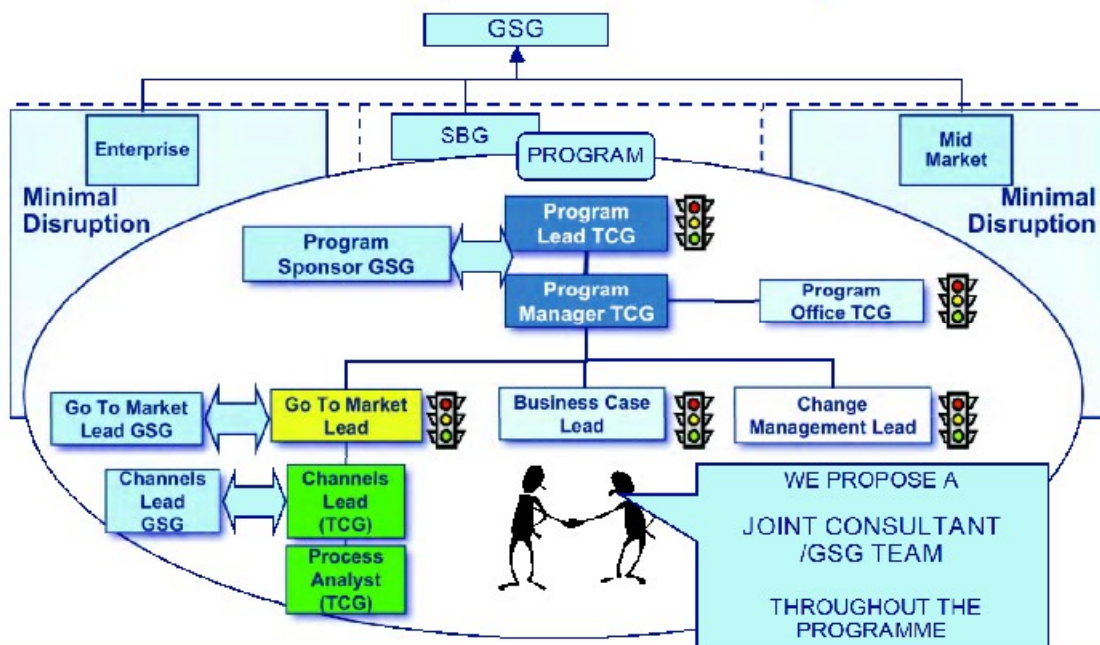 GSG
Enterprise
SBG
PROGRAM
Mid
Market
Minimal
Disruption
Minimal
Disruption
Program
Lead TCG
Program
Sponsor GSG
Program
Manager TCG
Program
Office TCG
Go To Market
Lead GSG
Go To Market
Lead
Business Case
Lead
Change
Management Lead
Channels
Lead
GSG
Channels
Lead
(TCG)
Process
Analyst
(TCG)
WE PROPOSE A
JOINT CONSULTANT
/GSG TEAM
THROUGHOUT THE
PROGRAMME